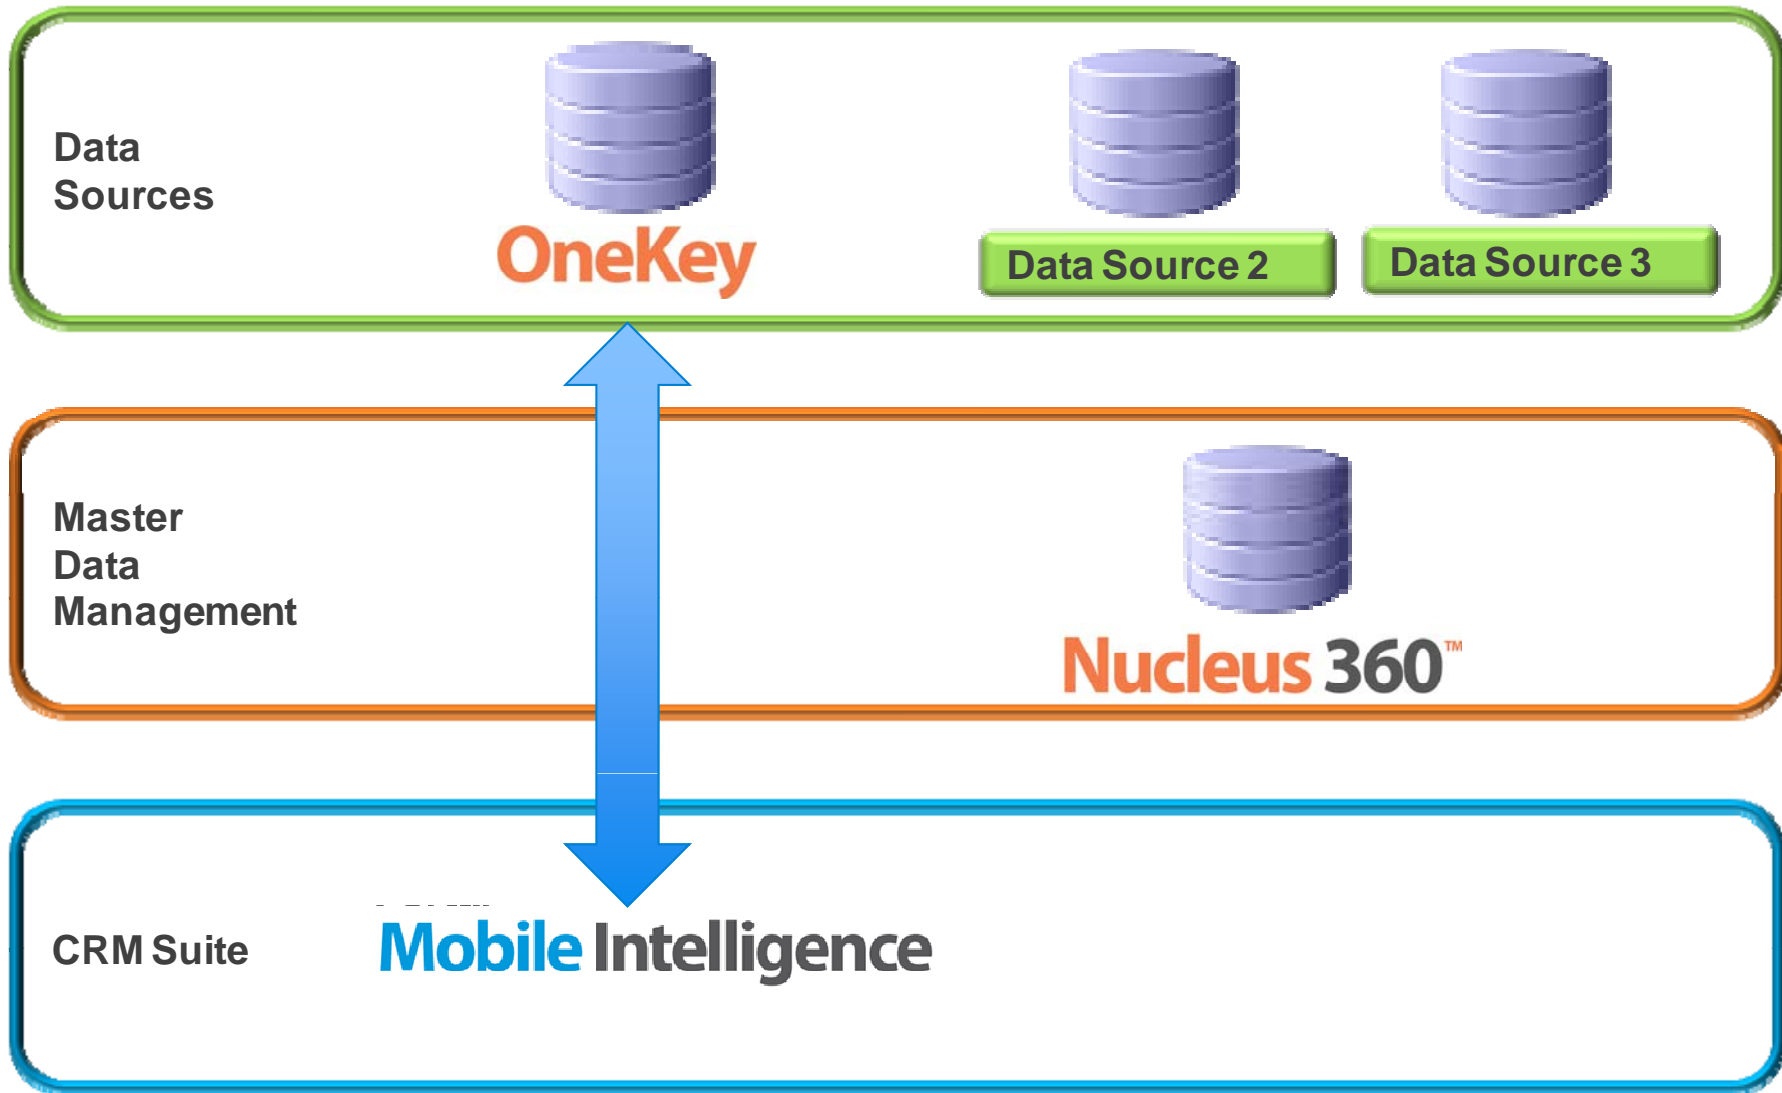 Data
Sources
OneKey
Data Source 2
Data Source 3
Master
Data
Management
Nucleus 360™
CRM Suite
Mobile Intelligence